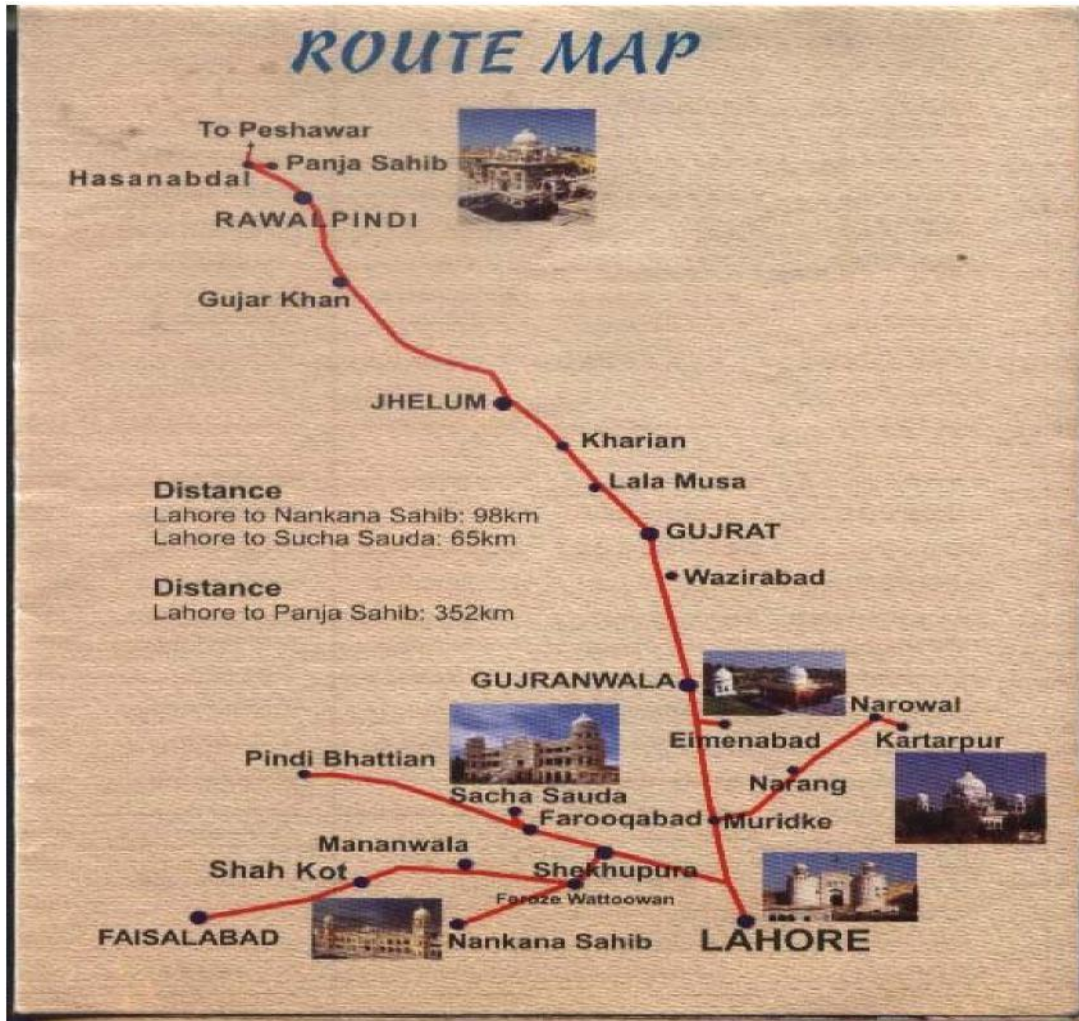 ROUTE MAP
To Peshawar
Panja Sahib
Hasanabdal
RAWALPINDI
Gujar Khan
JHELUM
Kharian
Lala Musa
Distance
Lahore to Nankana Sahib: 98km
Lahore to Sucha Sauda: 65km
GUJRAT
Wazirabad
Distance
Lahore to Panja Sahib: 352km
GUJRANWALA
Narowal
Eimenabad
Kartarpur
Pindi Bhattian
Narang
Sacha Sauda
Farooqabad
Muridke
Mananwala
Shah Kot
Shekhupura
Feroze Wattoowan
FAISALABAD
Nankana Sahib
LAHORE